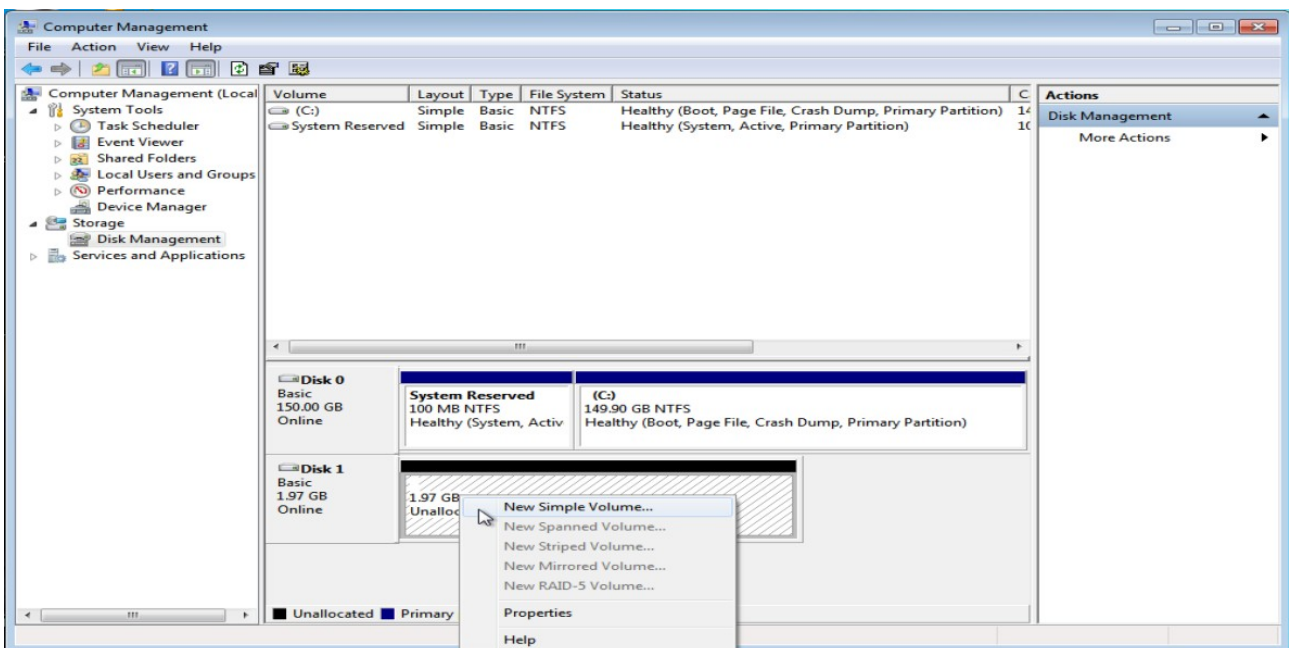 Computer Management
File Action View Help
Computer Management (Local
System Tools
Task Scheduler
Event Viewer
Shared Folders
Local Users and Groups
Performance
Device Manager
Storage
Disk Management
Services and Applications
Volume Layout Type File System Status C
(C:) Simple Basic NTFS Healthy (Boot, Page File, Crash Dump, Primary Partition) 14
System Reserved Simple Basic NTFS Healthy (System, Active, Primary Partition) 10
Disk 0
Basic
150.00 GB
Online
System Reserved
100 MB NTFS
Healthy (System, Activ
(C:)
149.90 GB NTFS
Healthy (Boot, Page File, Crash Dump, Primary Partition)
Disk 1
Basic
1.97 GB
Online
1.97 GB
Unalloc
New Simple Volume...
New Spanned Volume...
New Striped Volume...
New Mirrored Volume...
New RAID-5 Volume...
Properties
Help
Unallocated Primary
Actions
Disk Management
More Actions